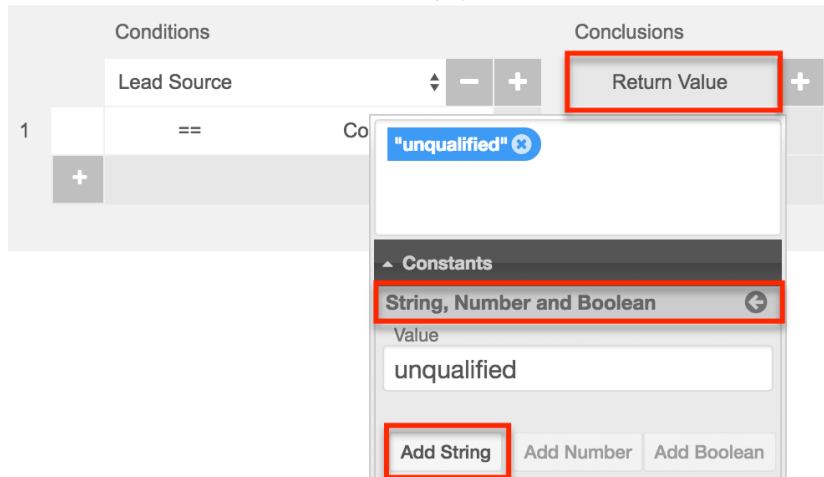 Conditions Conclusions
Lead Source Return Value
1 == Co
"unqualified"
Constants
String, Number and Boolean
Value
unqualified
Add String Add Number Add Boolean